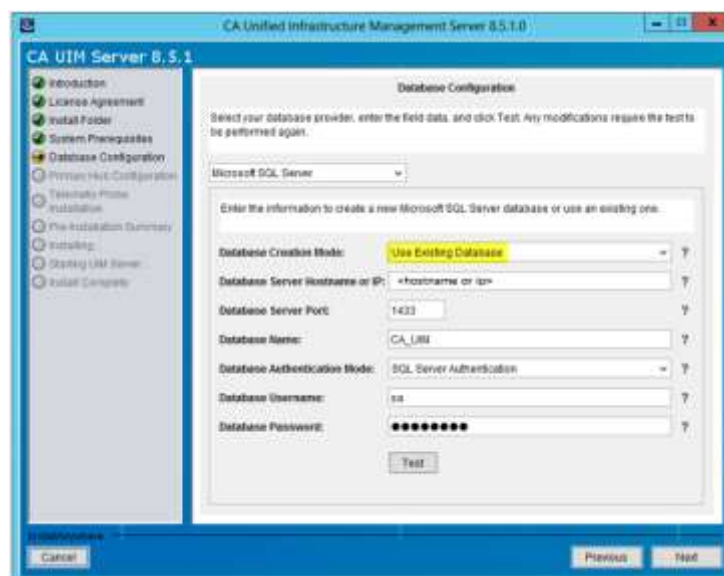 CA Unified Infrastructure Management Server 8.5.1.0
CA UIM Server 8.5.1
Introduction
License Agreement
Install Folder
System Prerequisites
Database Configuration
Primary Hub Configuration
Telemetry Probe
Installation
Pre-Installation Summary
Installing
Starting UIM Server
Install Complete
Database Configuration
Select your database provider, enter the field data, and click Test. Any modifications require the test to
be performed again.
Microsoft SQL Server
Enter the information to create a new Microsoft SQL Server database or use an existing one.
Database Creation Mode: Use Existing Database ?
Database Server Hostname or IP: <hostname or ip> ?
Database Server Port: 1433 ?
Database Name: CA_UIM ?
Database Authentication Mode: SQL Server Authentication ?
Database Username: sa ?
Database Password: ●●●●●●●● ?
Test
InstallAnywhere
Cancel Previous Next